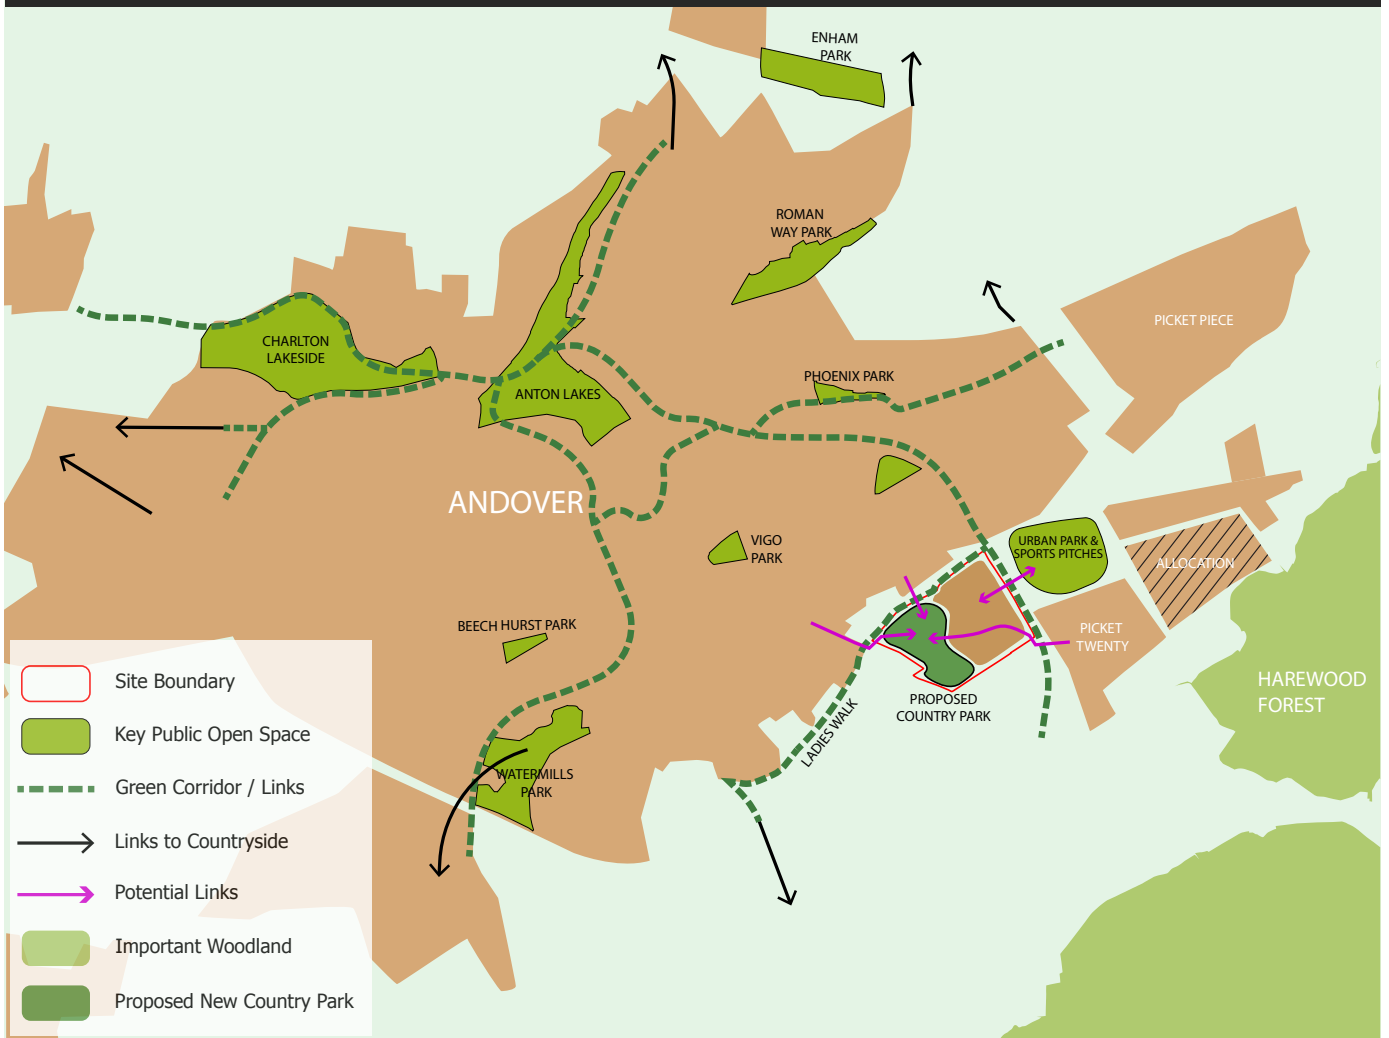 ENHAM
PARK
ROMAN
WAY PARK
PICKET PIECE
CHARLTON
LAKESIDE
PHOENIX PARK
ANTON LAKES
ANDOVER
VIGO
PARK
URBAN PARK &
SPORTS PITCHES
ALLOCATION
BEECH HURST PARK
PICKET
TWENTY
HAREWOOD
FOREST
PROPOSED
COUNTRY PARK
LADIES WALK
WATERMILLS
PARK
Site Boundary
Key Public Open Space
Green Corridor / Links
Links to Countryside
Potential Links
Important Woodland
Proposed New Country Park